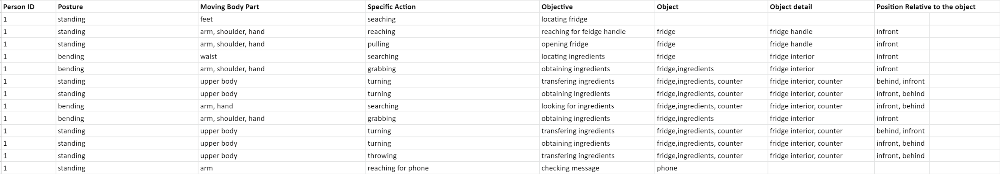 Person ID Posture Moving Body Part Specific Action Objective Object Object detail Position Relative to the object
1 standing feet seaching locating fridge
1 standing arm, shoulder, hand reaching reaching for feidge handle fridge fridge handle infront
1 standing arm, shoulder, hand pulling opening fridge fridge fridge handle infront
1 bending waist searching locating ingredients fridge fridge interior infront
1 bending arm, shoulder, hand grabbing obtaining ingredients fridge,ingredients fridge interior infront
1 standing upper body turning transfering ingredients fridge,ingredients, counter fridge interior, counter behind, infront
1 standing upper body turning obtaining ingredients fridge,ingredients, counter fridge interior, counter infront, behind
1 bending arm, hand searching looking for ingredients fridge,ingredients, counter fridge interior, counter infront, behind
1 bending arm, shoulder, hand grabbing obtaining ingredients fridge,ingredients fridge interior infront
1 standing upper body turning transfering ingredients fridge,ingredients, counter fridge interior, counter behind, infront
1 standing upper body turning obtaining ingredients fridge,ingredients, counter fridge interior, counter infront, behind
1 standing upper body throwing transfering ingredients fridge,ingredients, counter fridge interior, counter infront, behind
1 standing arm reaching for phone checking message phone